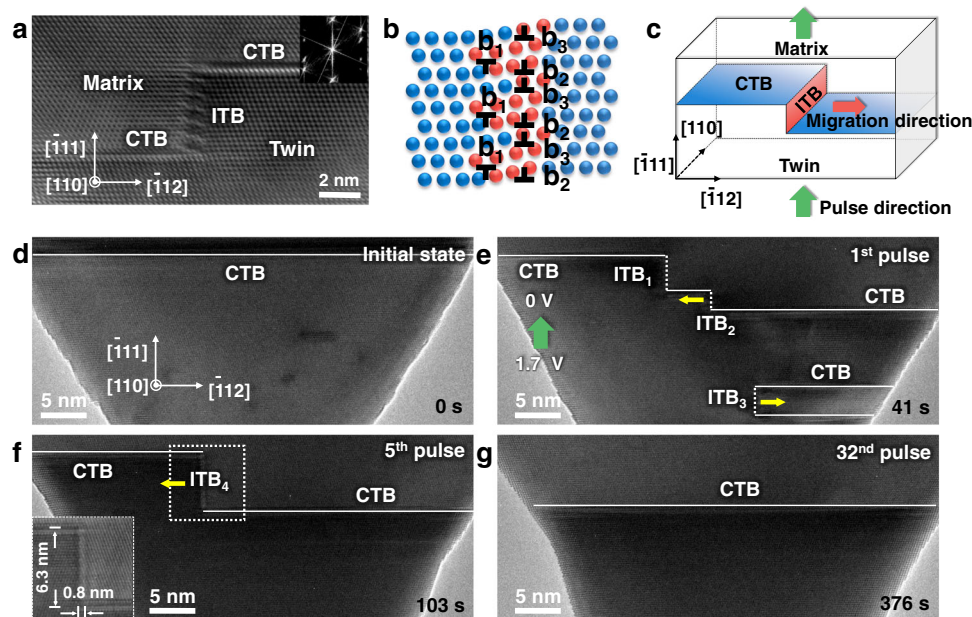 a
CTB
Matrix
ITB
CTB
Twin
[1̄11]
[110]
[1̄12]
2 nm
b
b₁
b₃
b₂
b₃
b₁
b₂
b₃
b₁
b₂
b₃
b₁
b₂
c
Matrix
CTB
ITB
Migration direction
[110]
[1̄11]
Twin
[1̄12]
Pulse direction
d
Initial state
CTB
[1̄11]
[110]
[1̄12]
5 nm
0 s
e
1ˢᵗ pulse
CTB
ITB₁
CTB
0 V
ITB₂
1.7 V
CTB
ITB₃
5 nm
41 s
f
5ᵗʰ pulse
CTB
ITB₄
CTB
6.3 nm
0.8 nm
5 nm
103 s
g
32ⁿᵈ pulse
CTB
5 nm
376 s